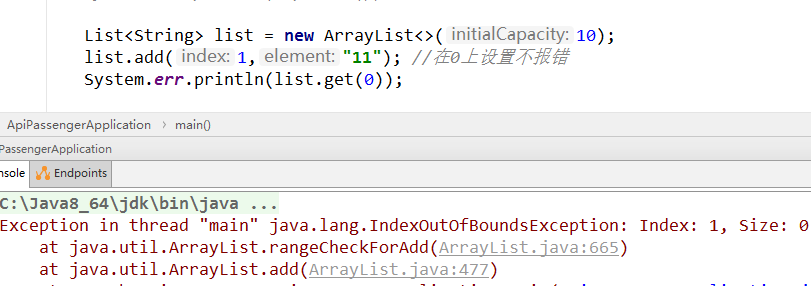 List<String> list = new ArrayList<>( initialCapacity: 10);
list.add( index: 1, element: "11"); //在0上设置不报错
System.err.println(list.get(0));
ApiPassengerApplication › main()
PassengerApplication
nsole Endpoints
C:\Java8_64\jdk\bin\java ...
Exception in thread "main" java.lang.IndexOutOfBoundsException: Index: 1, Size: 0
at java.util.ArrayList.rangeCheckForAdd(ArrayList.java:665)
at java.util.ArrayList.add(ArrayList.java:477)